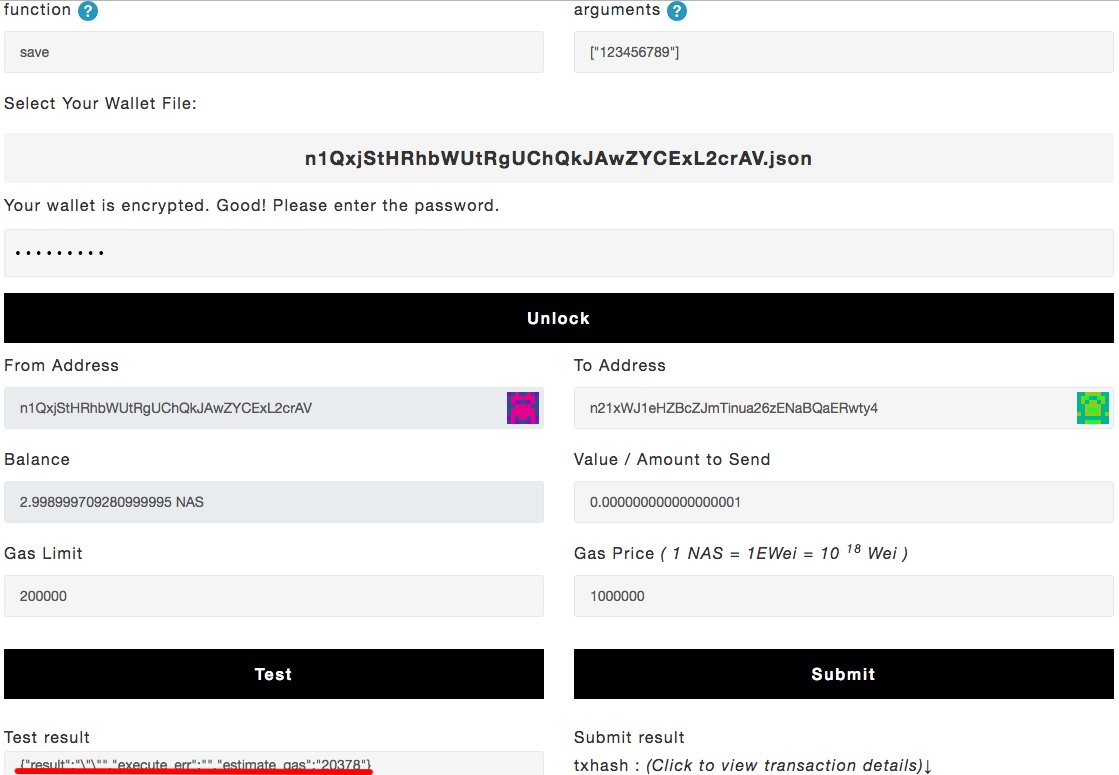 function ?
arguments ?
save
["123456789"]
Select Your Wallet File:
n1QxjStHRhbWUtRgUChQkJAwZYCExL2crAV.json
Your wallet is encrypted. Good! Please enter the password.
•••••••••
Unlock
From Address
To Address
n1QxjStHRhbWUtRgUChQkJAwZYCExL2crAV
n21xWJ1eHZBcZJmTinua26zENaBQaERwty4
Balance
Value / Amount to Send
2.998999709280999995 NAS
0.000000000000000001
Gas Limit
Gas Price ( 1 NAS = 1EWei = 10 18 Wei )
200000
1000000
Test
Submit
Test result
Submit result
{"result":"\"\"","execute_err":"","estimate_gas":"20378"}
txhash : (Click to view transaction details)↓